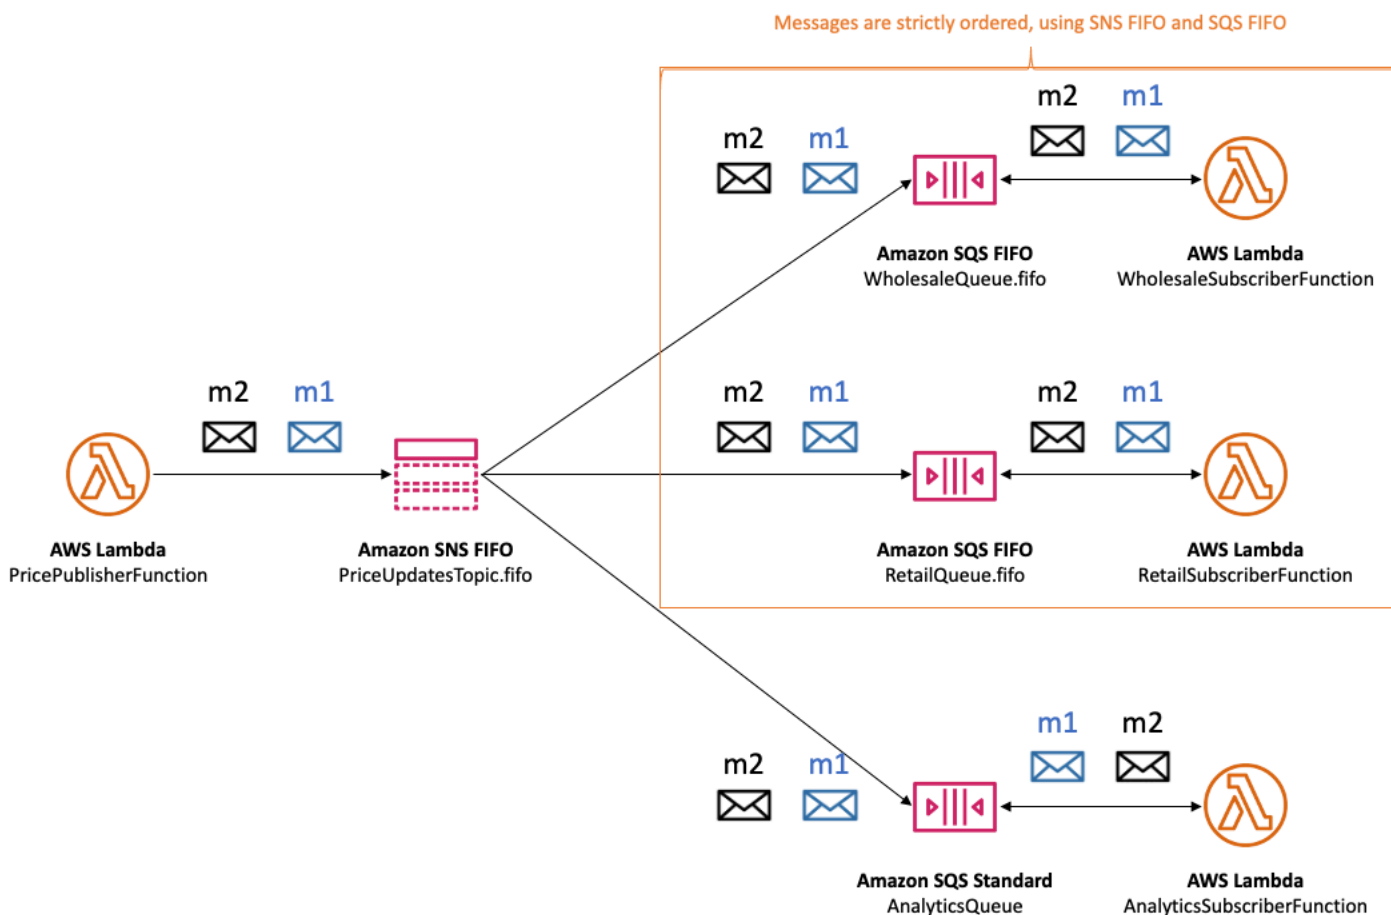 Messages are strictly ordered, using SNS FIFO and SQS FIFO
m2 m1
m2 m1
Amazon SQS FIFO
WholesaleQueue.fifo
AWS Lambda
WholesaleSubscriberFunction
m2 m1
m2 m1
m2 m1
AWS Lambda
PricePublisherFunction
Amazon SNS FIFO
PriceUpdatesTopic.fifo
Amazon SQS FIFO
RetailQueue.fifo
AWS Lambda
RetailSubscriberFunction
m2 m1
m1 m2
Amazon SQS Standard
AnalyticsQueue
AWS Lambda
AnalyticsSubscriberFunction